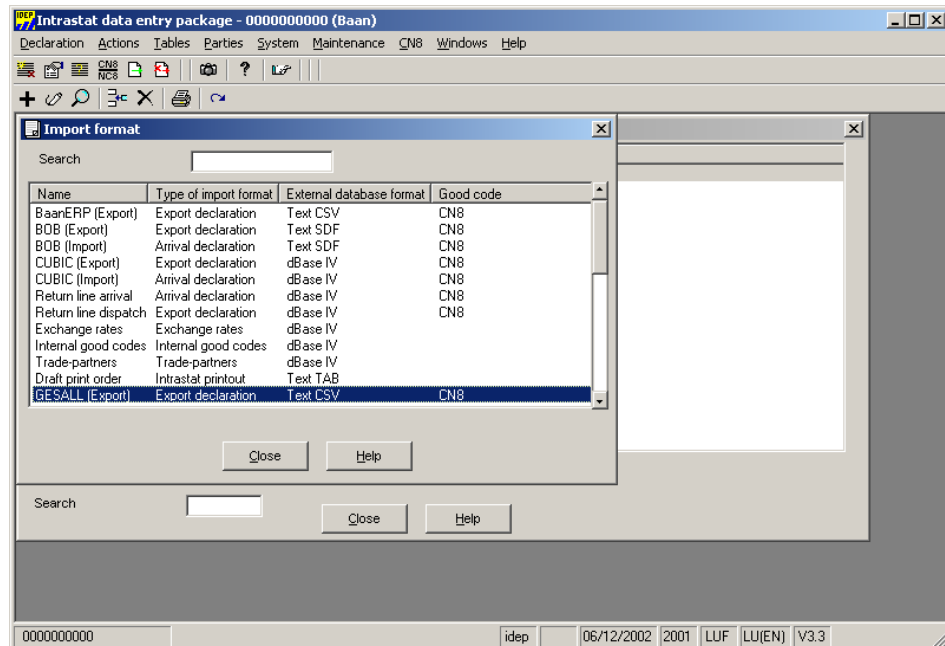 IDEP
Intrastat data entry package - 0000000000 (Baan)
Declaration Actions Tables Parties System Maintenance CN8 Windows Help
CN8
NC8
?
Import format
Search
Name Type of import format External database format Good code
BaanERP (Export) Export declaration Text CSV CN8
BOB (Export) Export declaration Text SDF CN8
BOB (Import) Arrival declaration Text SDF CN8
CUBIC (Export) Export declaration dBase IV CN8
CUBIC (Import) Arrival declaration dBase IV CN8
Return line arrival Arrival declaration dBase IV CN8
Return line dispatch Export declaration dBase IV CN8
Exchange rates Exchange rates dBase IV
Internal good codes Internal good codes dBase IV
Trade-partners Trade-partners dBase IV
Draft print order Intrastat printout Text TAB
GESALL (Export) Export declaration Text CSV CN8
Close Help
Search
Close Help
0000000000 idep 06/12/2002 2001 LUF LU(EN) V3.3